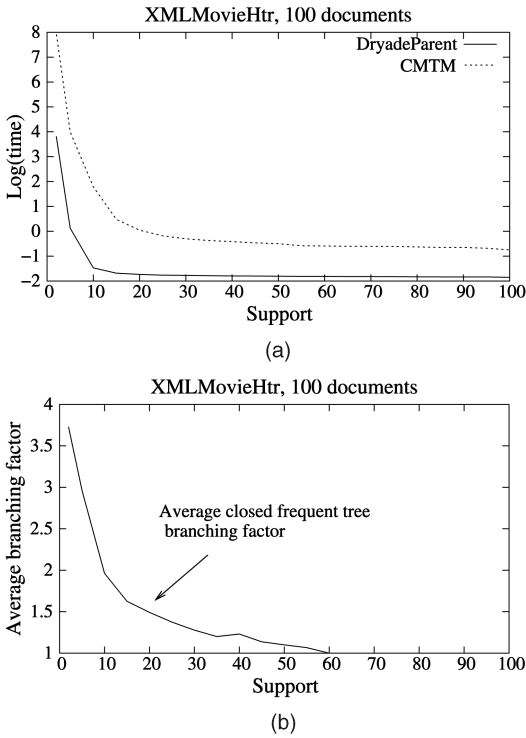 XMLMovieHtr, 100 documents
DryadeParent
CMTM
Log(time)
8
7
6
5
4
3
2
1
0
−1
−2
0 10 20 30 40 50 60 70 80 90 100
Support
(a)
XMLMovieHtr, 100 documents
Average branching factor
4
3.5
3
2.5
2
1.5
1
Average closed frequent tree
branching factor
0 10 20 30 40 50 60 70 80 90 100
Support
(b)